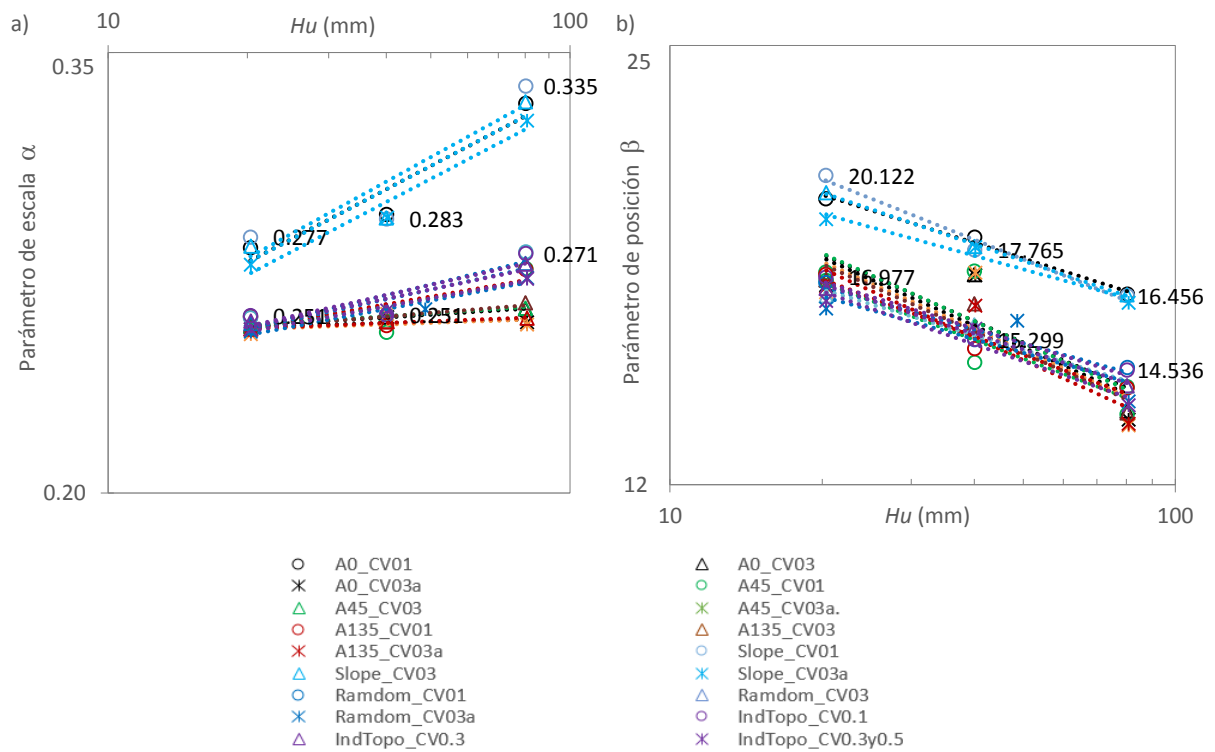 a)
10
Hu (mm)
100
0.35
0.335
0.277
0.283
0.271
0.251
0.251
Parámetro de escala α
0.20
b)
25
20.122
17.765
16.977
16.456
15.299
14.536
Parámetro de posición β
12
10
Hu (mm)
100
A0_CV01
A0_CV03
A0_CV03a
A45_CV01
A45_CV03
A45_CV03a.
A135_CV01
A135_CV03
A135_CV03a
Slope_CV01
Slope_CV03
Slope_CV03a
Ramdom_CV01
Ramdom_CV03
Ramdom_CV03a
IndTopo_CV0.1
IndTopo_CV0.3
IndTopo_CV0.3y0.5